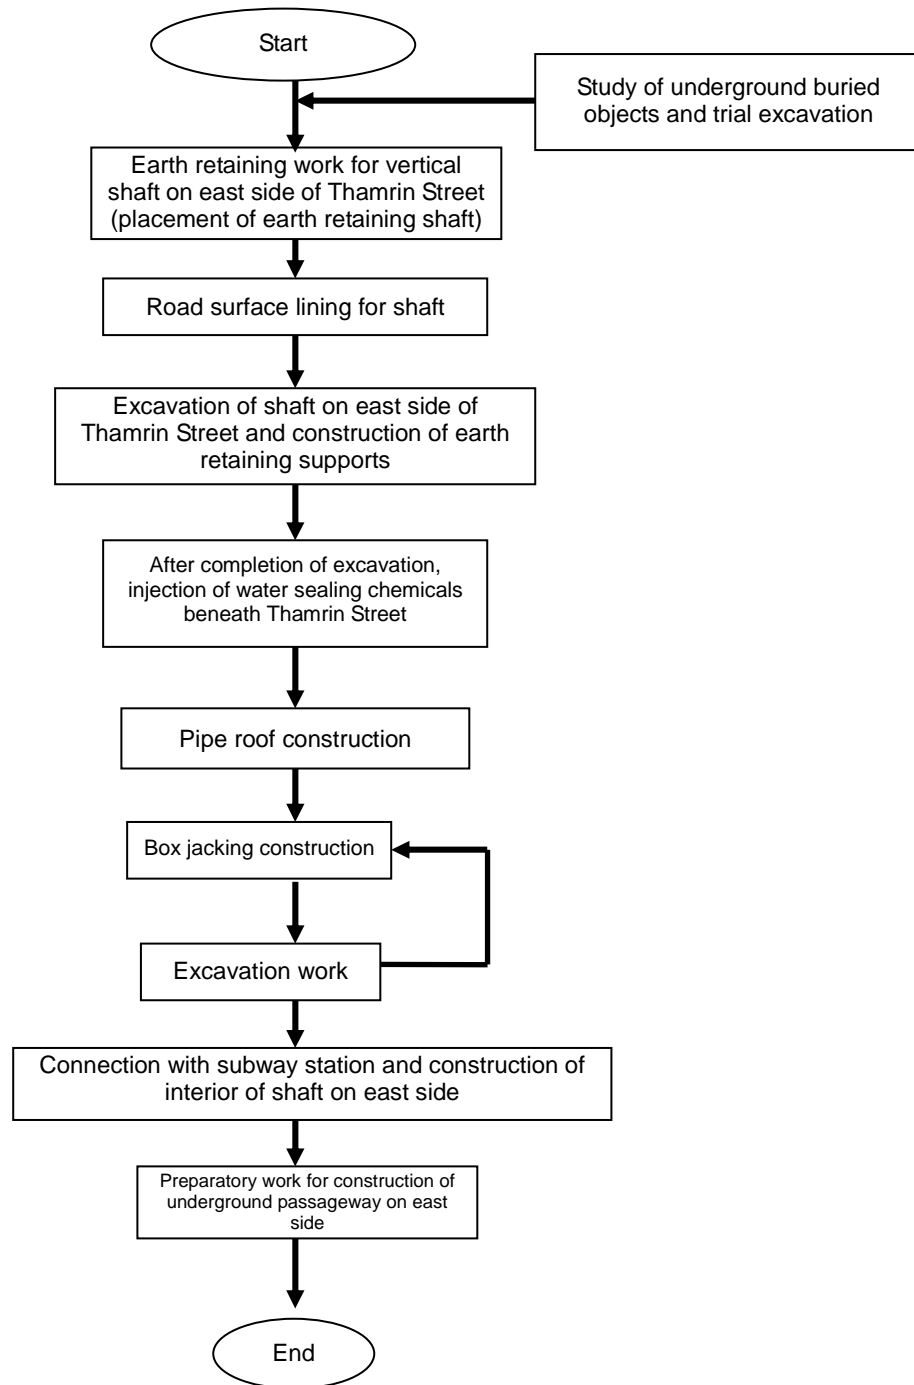 Start
Study of underground buried
objects and trial excavation
Earth retaining work for vertical
shaft on east side of Thamrin Street
(placement of earth retaining shaft)
Road surface lining for shaft
Excavation of shaft on east side of
Thamrin Street and construction of earth
retaining supports
After completion of excavation,
injection of water sealing chemicals
beneath Thamrin Street
Pipe roof construction
Box jacking construction
Excavation work
Connection with subway station and construction of
interior of shaft on east side
Preparatory work for construction of
underground passageway on east
side
End